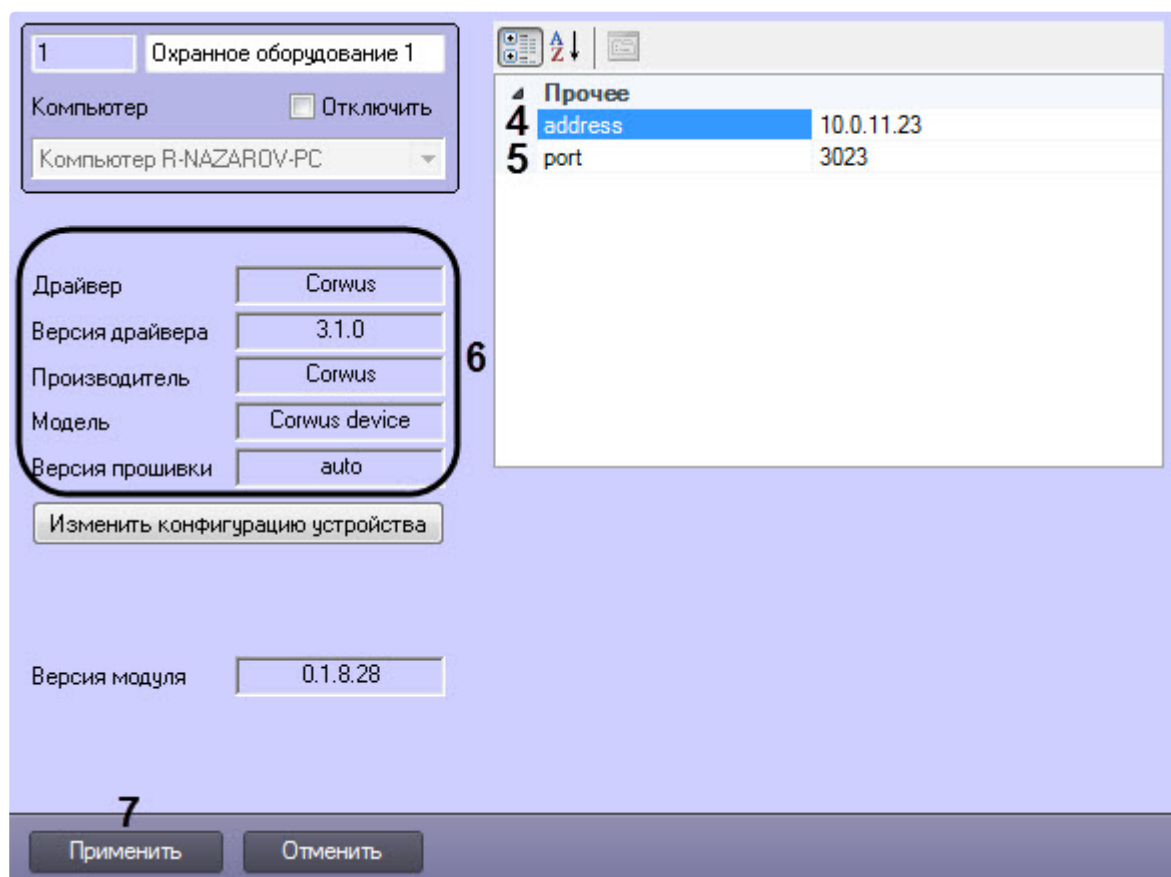 1
Охранное оборудование 1
Компьютер
Отключить
Компьютер R-NAZAROV-PC
Драйвер
Corwus
Версия драйвера
3.1.0
Производитель
Corwus
Модель
Corwus device
Версия прошивки
auto
6
Изменить конфигурацию устройства
Версия модуля
0.1.8.28
A
Z
Прочее
4 address 10.0.11.23
5 port 3023
7
Применить
Отменить